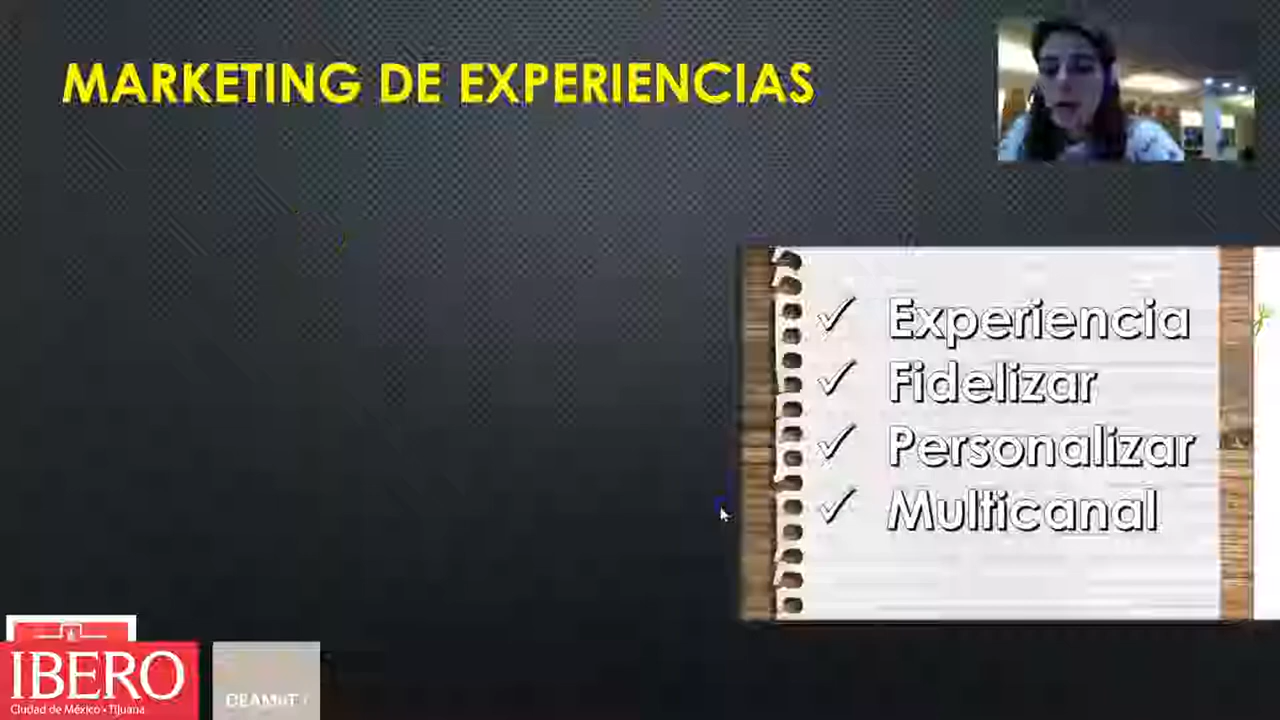 MARKETING DE EXPERIENCIAS
✓ Experiencia
✓ Fidelizar
✓ Personalizar
✓ Multicanal
IBERO
Ciudad de México • Tijuana